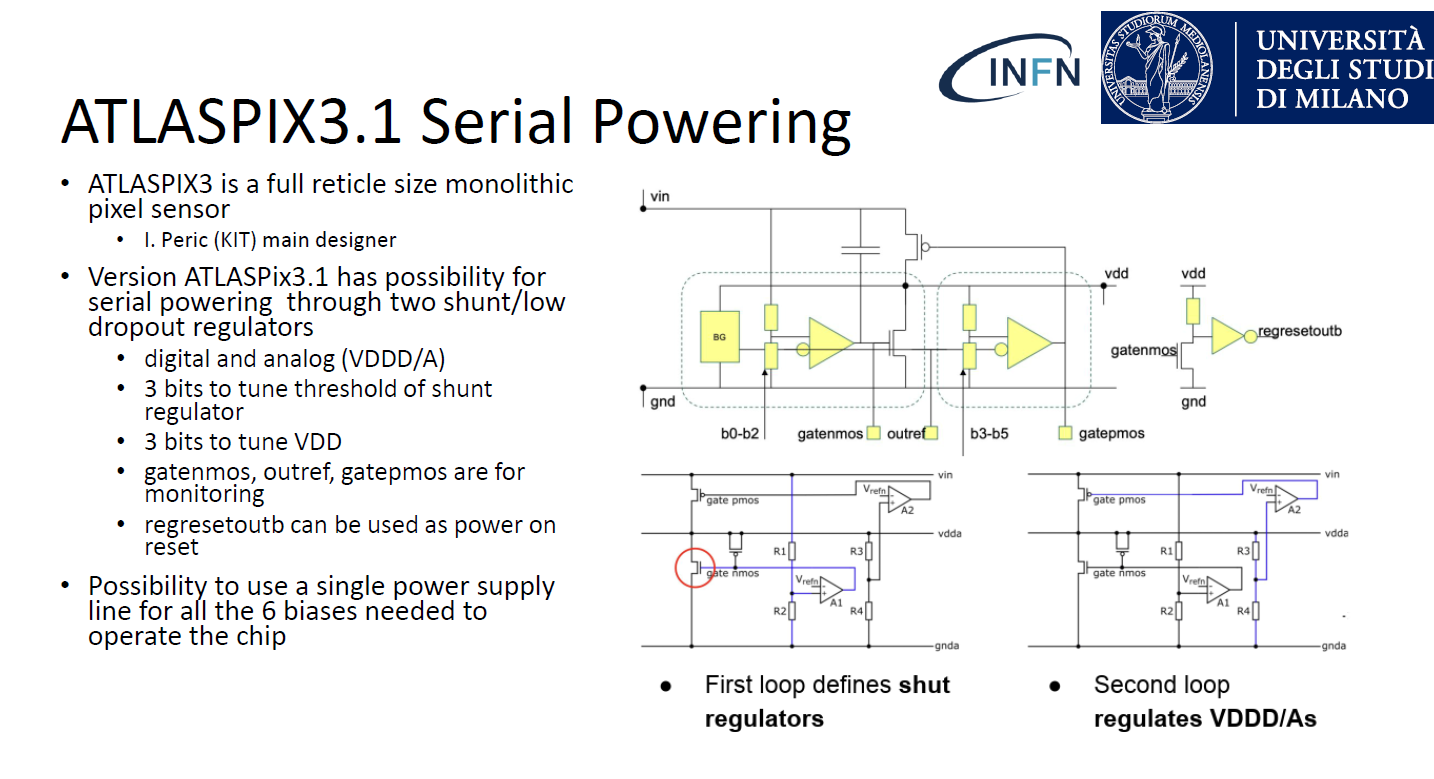 INFN
UNIVERSITÀ
DEGLI STUDI
DI MILANO
ATLASPIX3.1 Serial Powering
• ATLASPIX3 is a full reticle size monolithic
pixel sensor
• I. Peric (KIT) main designer
• Version ATLASPix3.1 has possibility for
serial powering through two shunt/low
dropout regulators
• digital and analog (VDDD/A)
• 3 bits to tune threshold of shunt
regulator
• 3 bits to tune VDD
• gatenmos, outref, gatepmos are for
monitoring
• regresetoutb can be used as power on
reset
• Possibility to use a single power supply
line for all the 6 biases needed to
operate the chip
vin
vdd
vdd
BG
regresetoutb
gatenmos
gnd
gnd
b0-b2
gatenmos
outref
b3-b5
gatepmos
vin
Vrefn
gate pmos
A2
vdda
R1
R3
gate nmos
Vrefn
A1
R2
R4
gnda
vin
Vrefn
gate pmos
A2
vdda
R1
R3
gate nmos
Vrefn
A1
R2
R4
gnda
● First loop defines shut
regulators
● Second loop
regulates VDDD/As